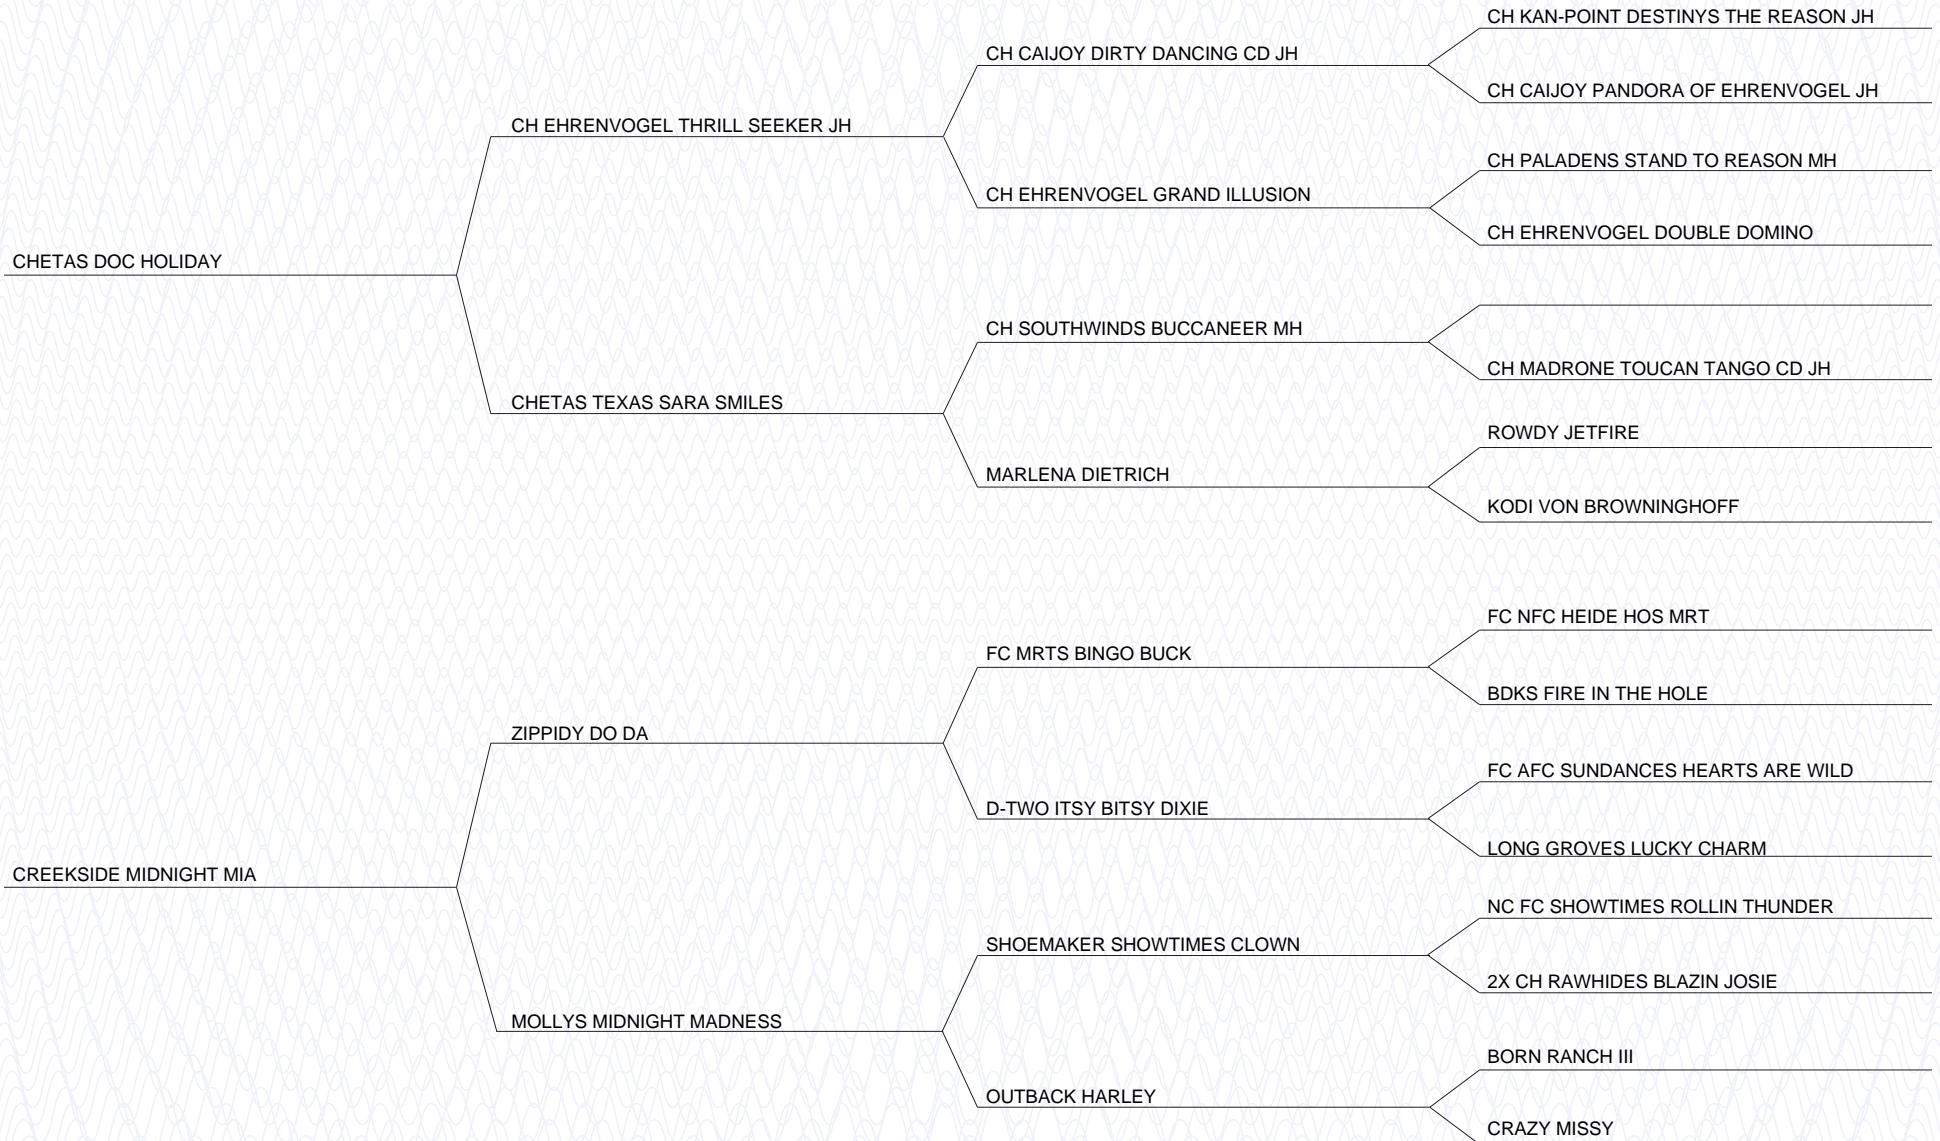 CH KAN-POINT DESTINYS THE REASON JH
CH CAIJOY DIRTY DANCING CD JH
CH CAIJOY PANDORA OF EHRENVOGEL JH
CH EHRENVOGEL THRILL SEEKER JH
CH PALADENS STAND TO REASON MH
CH EHRENVOGEL GRAND ILLUSION
CH EHRENVOGEL DOUBLE DOMINO
CHETAS DOC HOLIDAY
CH SOUTHWINDS BUCCANEER MH
CH MADRONE TOUCAN TANGO CD JH
CHETAS TEXAS SARA SMILES
ROWDY JETFIRE
MARLENA DIETRICH
KODI VON BROWNINGHOFF
FC NFC HEIDE HOS MRT
FC MRTS BINGO BUCK
BDKS FIRE IN THE HOLE
ZIPPIDY DO DA
FC AFC SUNDANCES HEARTS ARE WILD
D-TWO ITSY BITSY DIXIE
LONG GROVES LUCKY CHARM
CREEKSIDE MIDNIGHT MIA
NC FC SHOWTIMES ROLLIN THUNDER
SHOEMAKER SHOWTIMES CLOWN
2X CH RAWHIDES BLAZIN JOSIE
MOLLYS MIDNIGHT MADNESS
BORN RANCH III
OUTBACK HARLEY
CRAZY MISSY